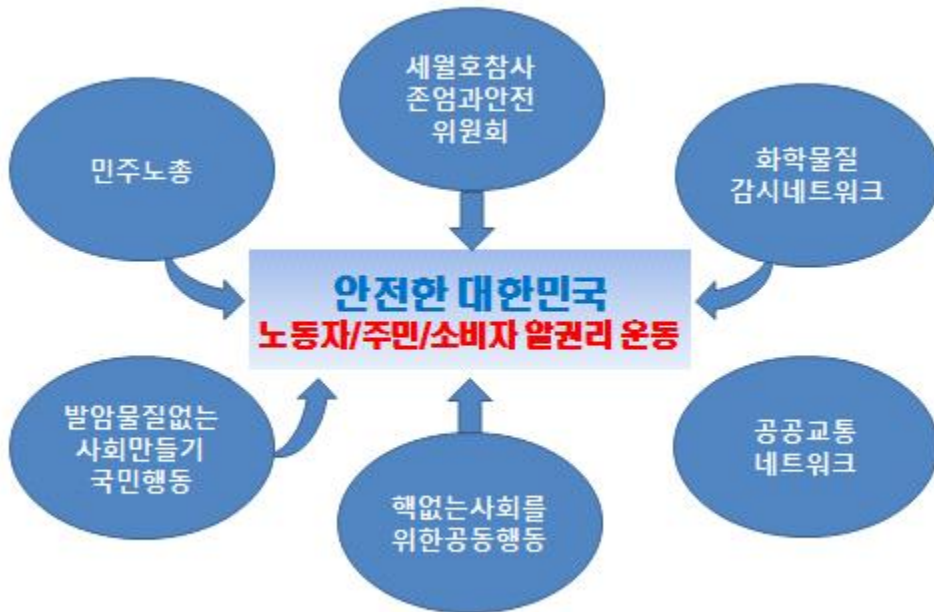 세월호참사
존엄과안전
위원회
민주노총
화학물질
감시네트워크
안전한 대한민국
노동자/주민/소비자 알권리 운동
발암물질없는
사회만들기
국민행동
공공교통
네트워크
핵없는사회를
위한공동행동